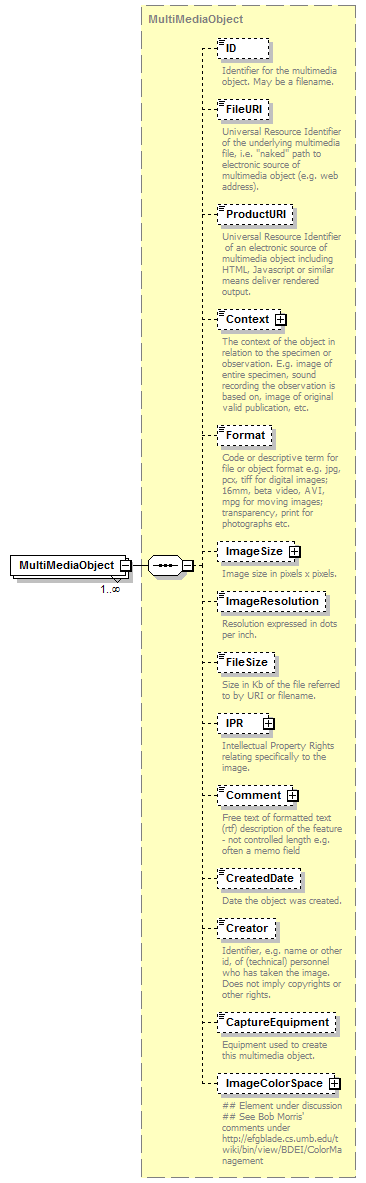 MultiMediaObject
ID
Identifier for the multimedia
object. May be a filename.
FileURI
Universal Resource Identifier
of the underlying multimedia
file, i.e. "naked" path to
electronic source of
multimedia object (e.g. web
address).
ProductURI
Universal Resource Identifier
of an electronic source of
multimedia object including
HTML, Javascript or similar
means deliver rendered
output.
Context
The context of the object in
relation to the specimen or
observation. E.g. image of
entire specimen, sound
recording the observation is
based on, image of original
valid publication, etc.
Format
Code or descriptive term for
file or object format e.g. jpg,
pcx, tiff for digital images;
16mm, beta video, AVI,
mpg for moving images;
transparency, print for
photographs etc.
ImageSize
Image size in pixels x pixels.
MultiMediaObject
1..∞
ImageResolution
Resolution expressed in dots
per inch.
FileSize
Size in Kb of the file referred
to by URI or filename.
IPR
Intellectual Property Rights
relating specifically to the
image.
Comment
Free text of formatted text
(rtf) description of the feature
- not controlled length e.g.
often a memo field
CreatedDate
Date the object was created.
Creator
Identifier, e.g. name or other
id, of (technical) personnel
who has taken the image.
Does not imply copyrights or
other rights.
CaptureEquipment
Equipment used to create
this multimedia object.
ImageColorSpace
## Element under discussion
## See Bob Morris'
comments under
http://efgblade.cs.umb.edu/t
wiki/bin/view/BDEI/ColorMa
nagement